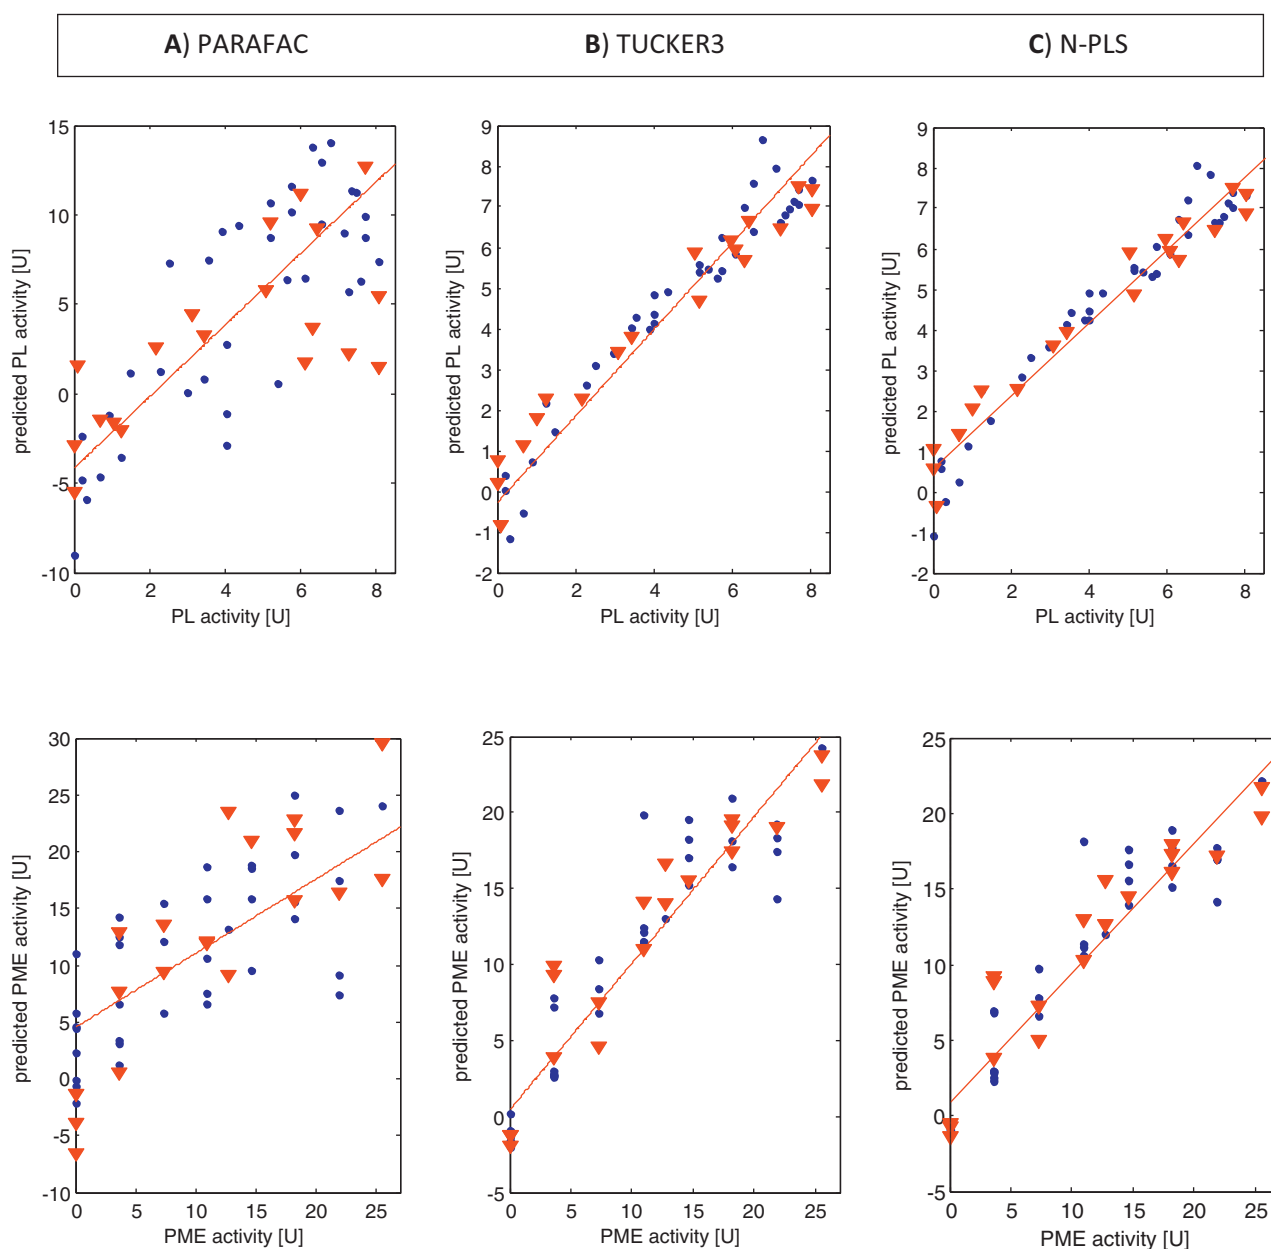 A) PARAFAC B) TUCKER3 C) N-PLS
15
10
5
0
-5
-10
predicted PL activity [U]
0 2 4 6 8
PL activity [U]
9
8
7
6
5
4
3
2
1
0
-1
-2
predicted PL activity [U]
0 2 4 6 8
PL activity [U]
9
8
7
6
5
4
3
2
1
0
-1
-2
predicted PL activity [U]
0 2 4 6 8
PL activity [U]
30
25
20
15
10
5
0
-5
-10
predicted PME activity [U]
0 5 10 15 20 25
PME activity [U]
25
20
15
10
5
0
-5
predicted PME activity [U]
0 5 10 15 20 25
PME activity [U]
25
20
15
10
5
0
-5
predicted PME activity [U]
0 5 10 15 20 25
PME activity [U]